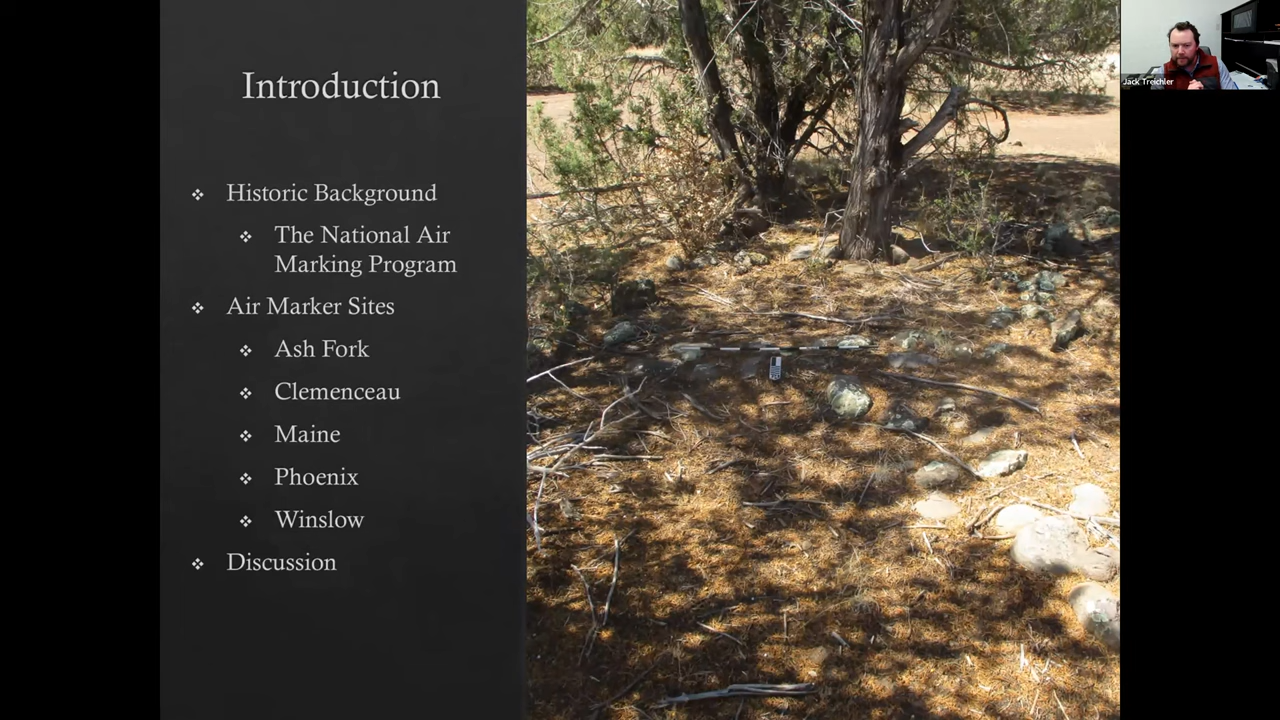 Introduction
Historic Background
The National Air
Marking Program
Air Marker Sites
Ash Fork
Clemenceau
Maine
Phoenix
Winslow
Discussion
Jack Treichler